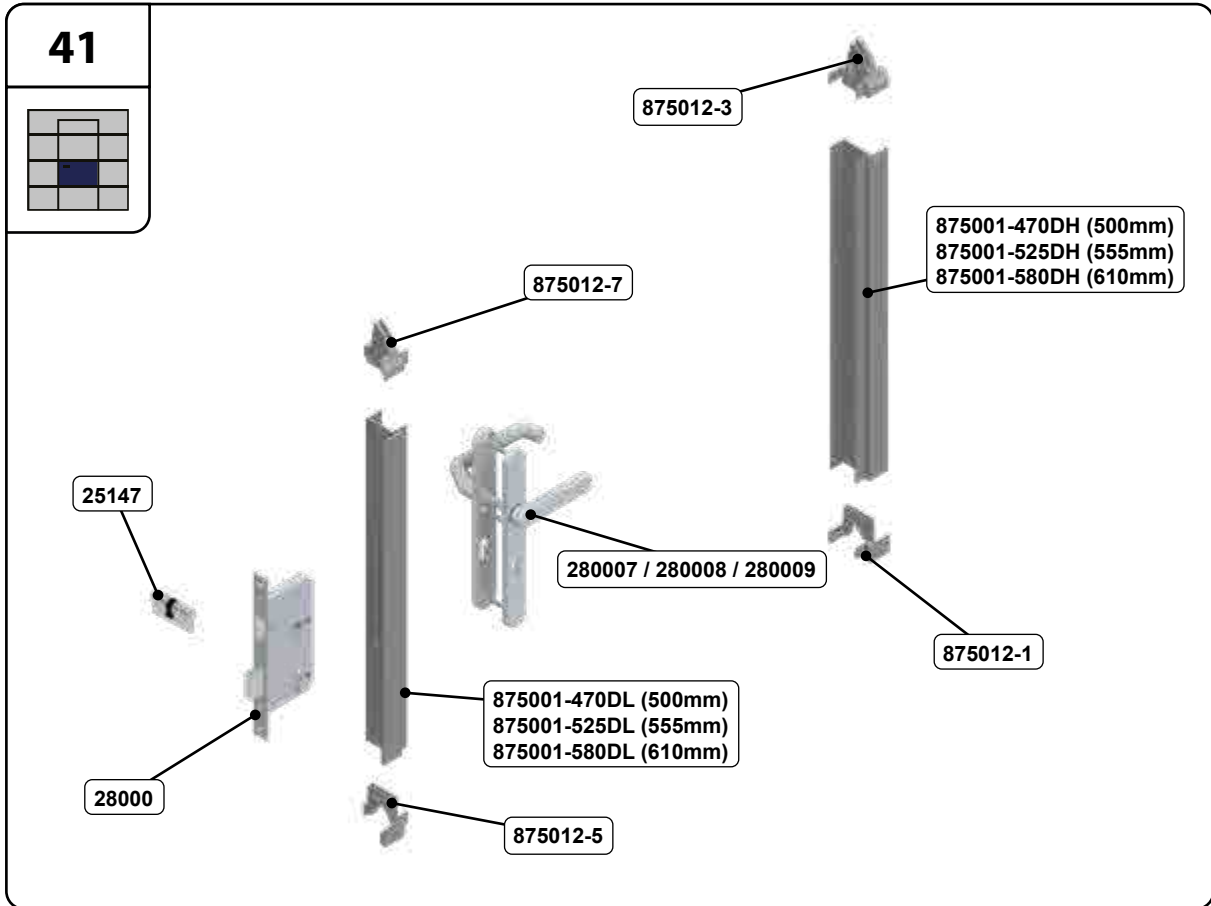 41
875012-3
875001-470DH (500mm)
875001-525DH (555mm)
875001-580DH (610mm)
875012-7
25147
280007 / 280008 / 280009
875012-1
875001-470DL (500mm)
875001-525DL (555mm)
875001-580DL (610mm)
28000
875012-5